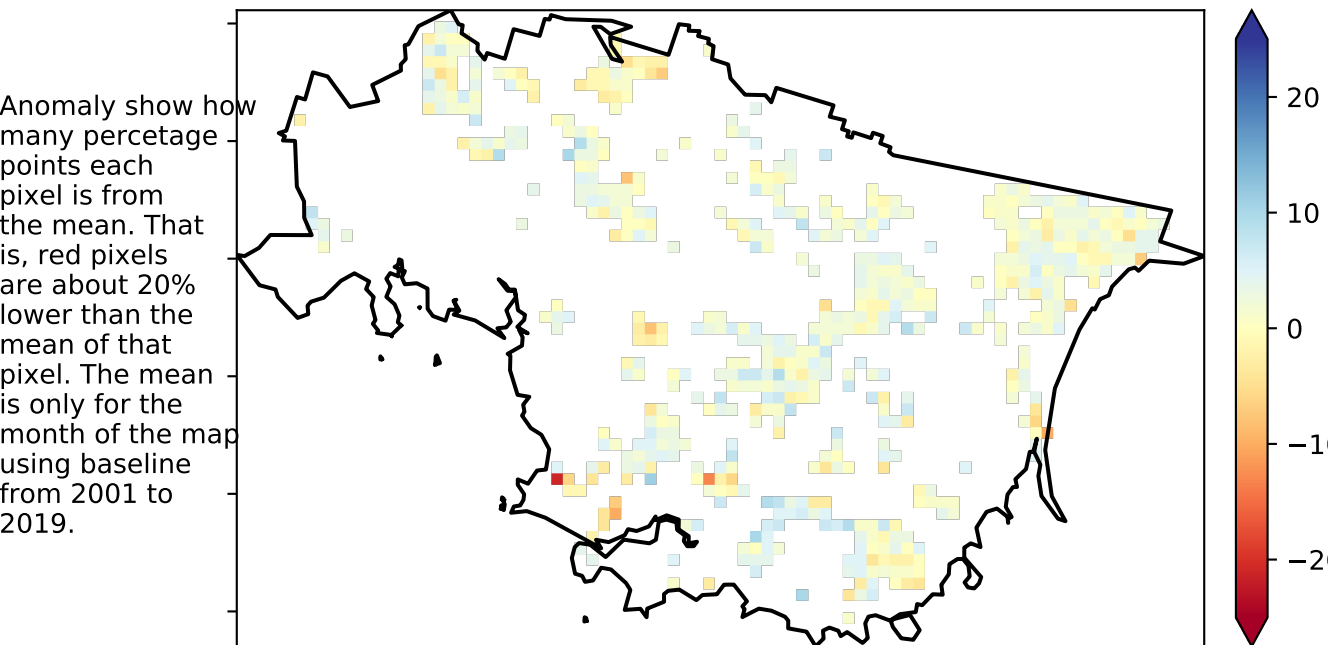 Anomaly show how
many percetage
points each
pixel is from
the mean. That
is, red pixels
are about 20%
lower than the
mean of that
pixel. The mean
is only for the
month of the map
using baseline
from 2001 to
2019.
20
10
0
−10
−20